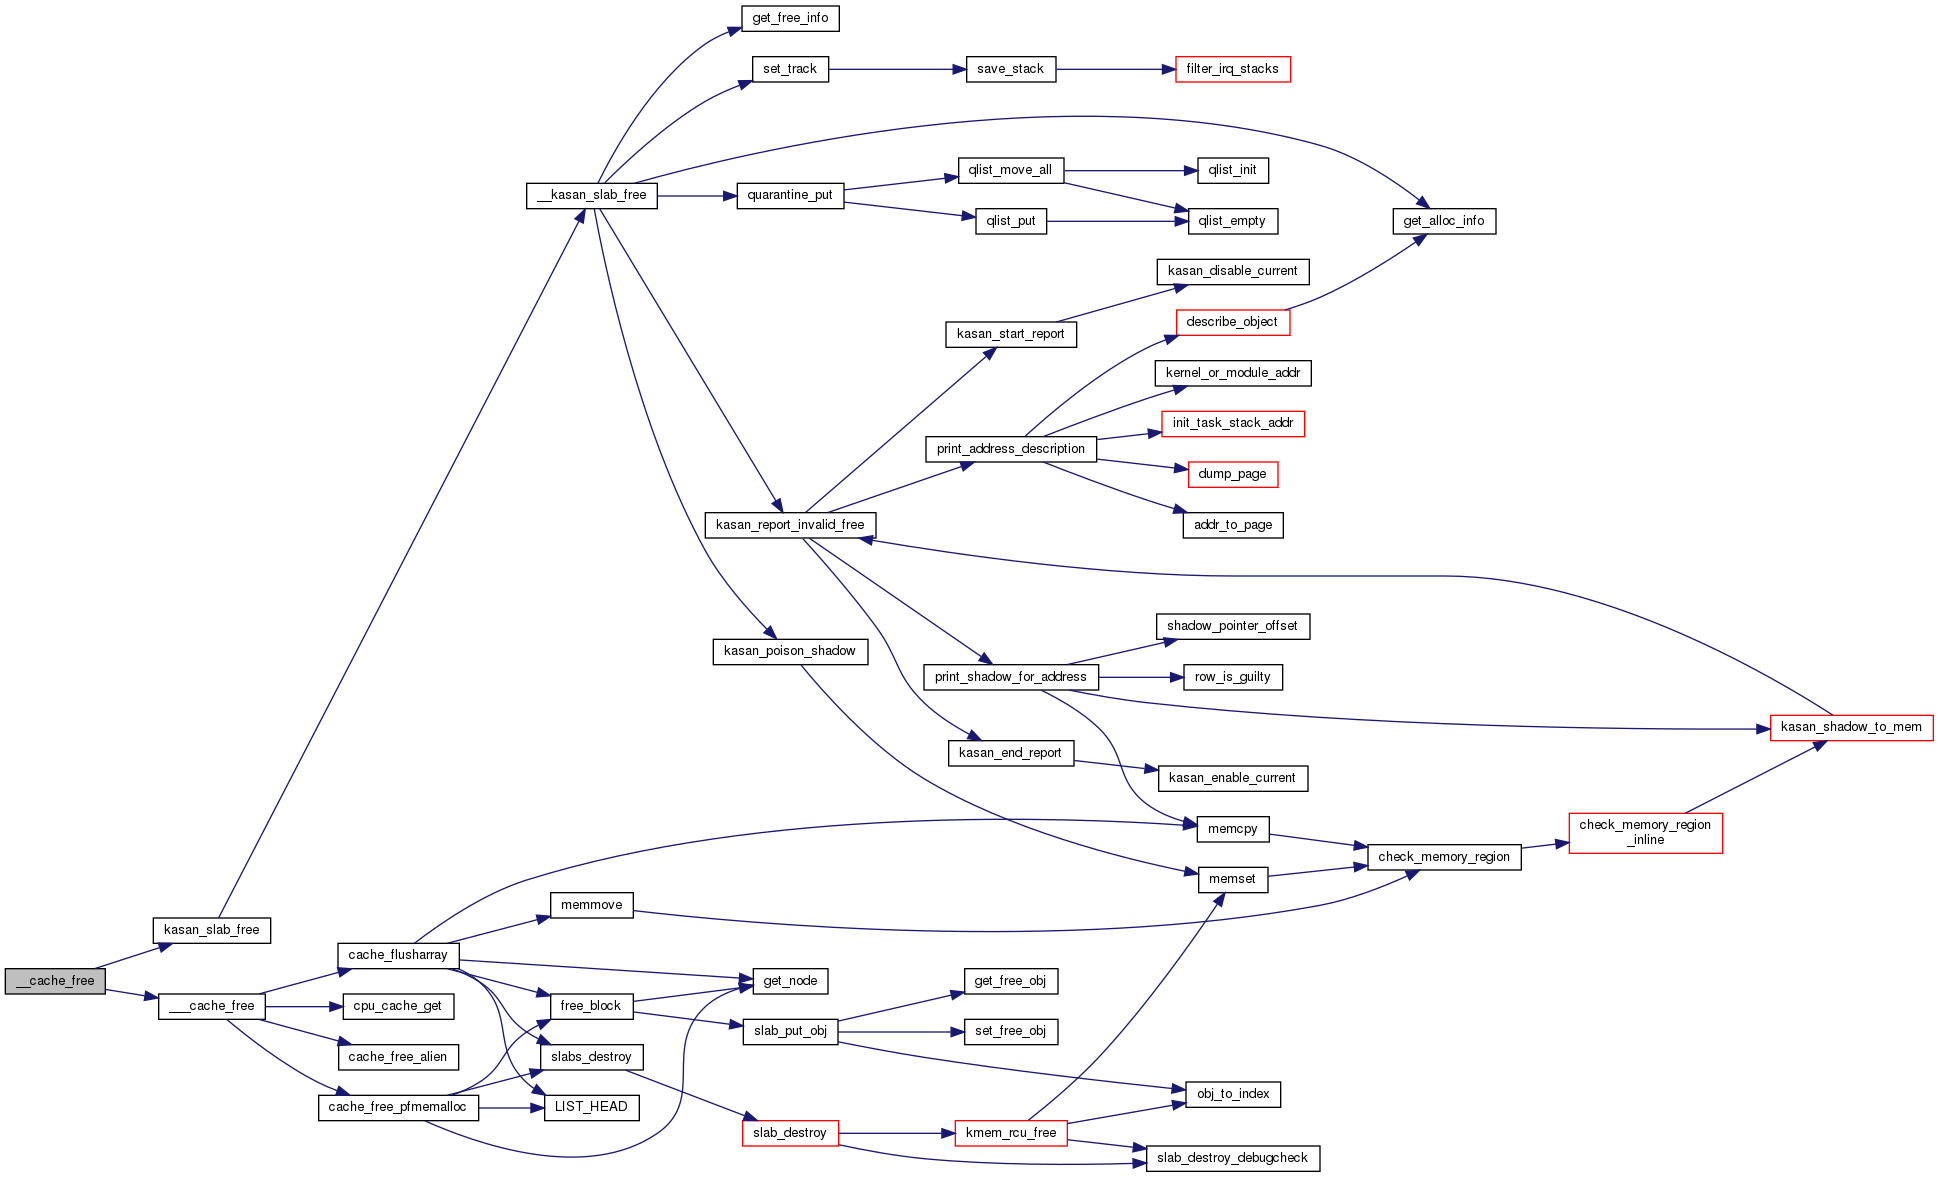 get_free_info
set_track
save_stack
filter_irq_stacks
__kasan_slab_free
quarantine_put
qlist_move_all
qlist_init
qlist_put
qlist_empty
get_alloc_info
kasan_disable_current
kasan_start_report
describe_object
kernel_or_module_addr
init_task_stack_addr
print_address_description
dump_page
kasan_report_invalid_free
addr_to_page
shadow_pointer_offset
kasan_poison_shadow
print_shadow_for_address
row_is_guilty
kasan_shadow_to_mem
kasan_end_report
kasan_enable_current
memcpy
check_memory_region
_inline
check_memory_region
memset
memmove
kasan_slab_free
cache_flusharray
__cache_free
get_node
get_free_obj
___cache_free
cpu_cache_get
free_block
slab_put_obj
set_free_obj
cache_free_alien
slabs_destroy
obj_to_index
cache_free_pfmemalloc
LIST_HEAD
slab_destroy
kmem_rcu_free
slab_destroy_debugcheck